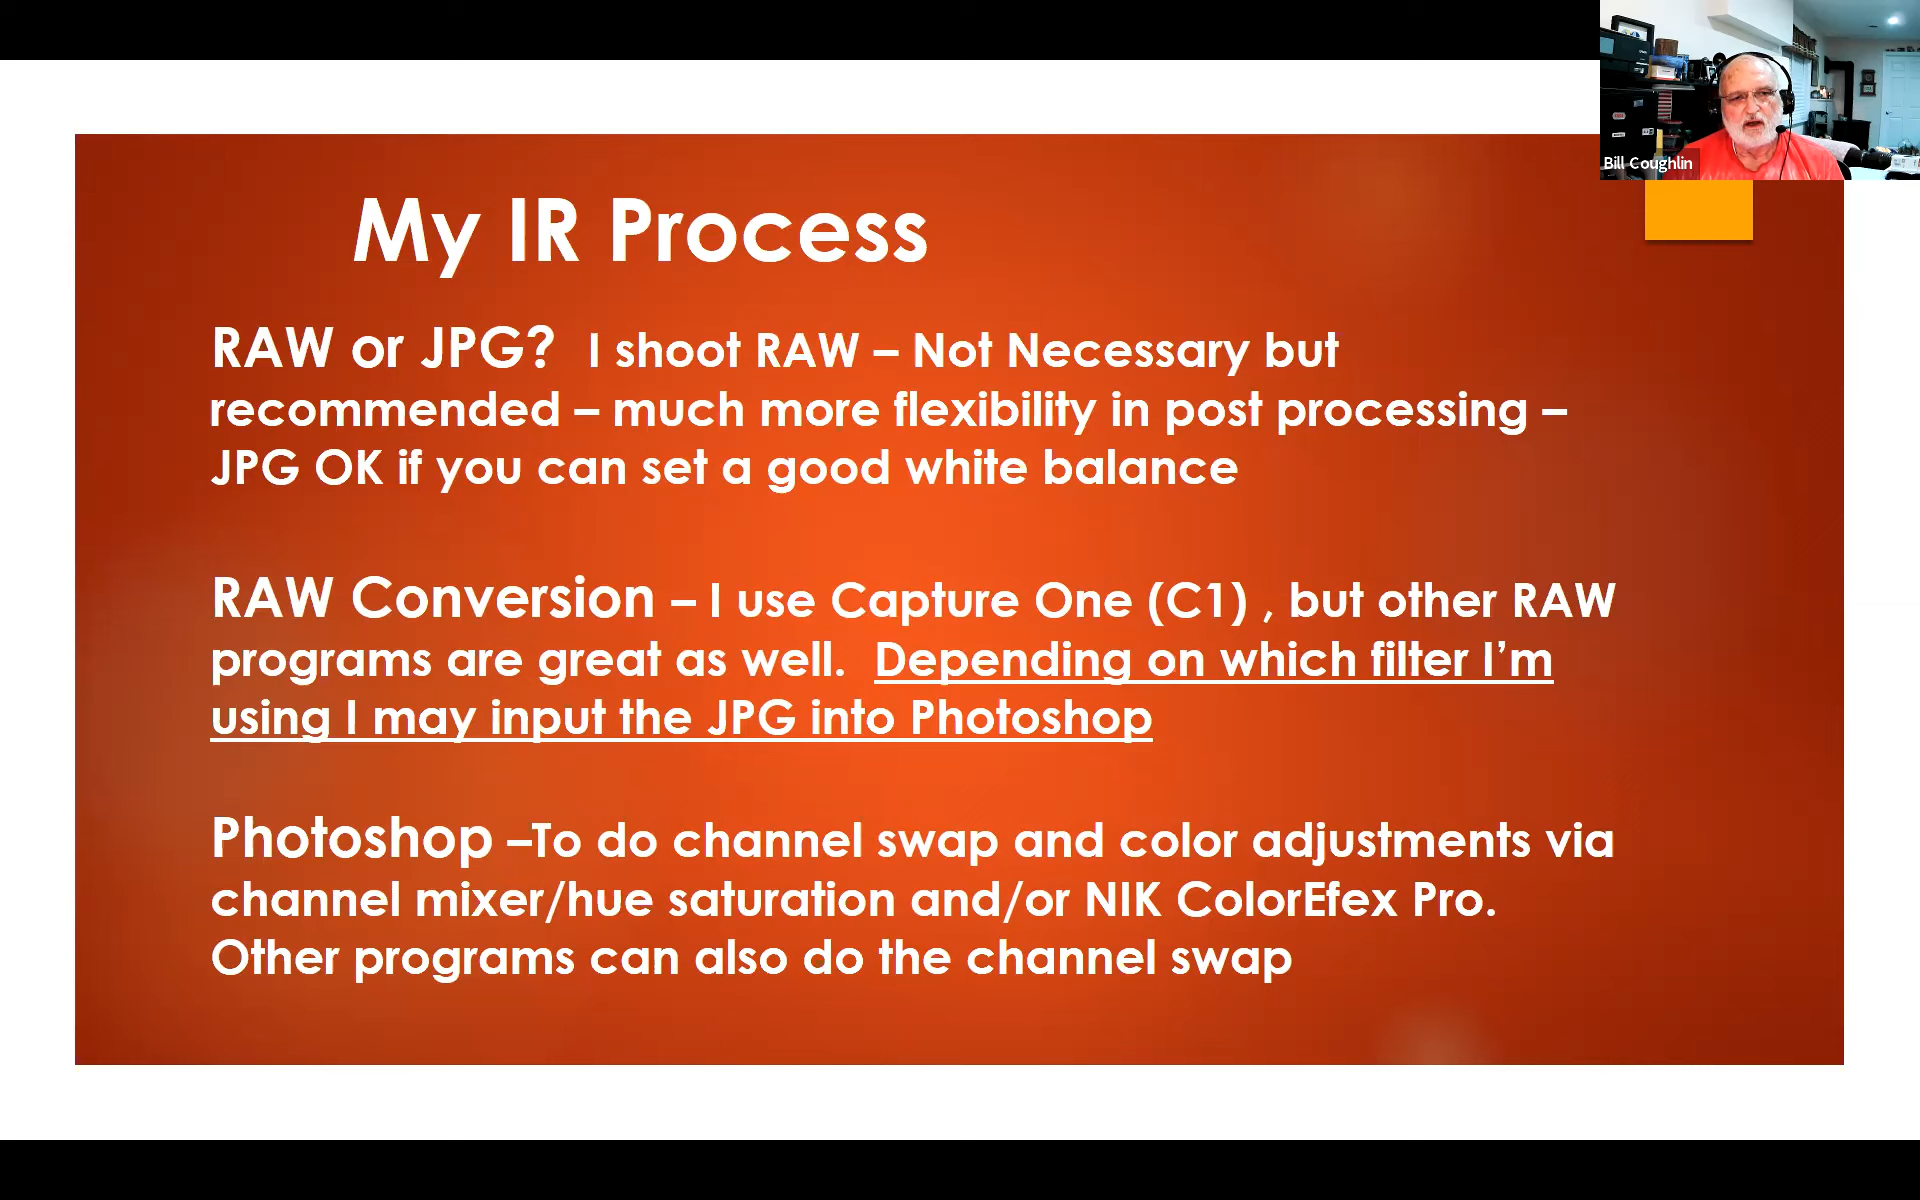 Bill Coughlin
My IR Process
RAW or JPG? I shoot RAW – Not Necessary but
recommended – much more flexibility in post processing –
JPG OK if you can set a good white balance
RAW Conversion – I use Capture One (C1) , but other RAW
programs are great as well. Depending on which filter I’m
using I may input the JPG into Photoshop
Photoshop –To do channel swap and color adjustments via
channel mixer/hue saturation and/or NIK ColorEfex Pro.
Other programs can also do the channel swap